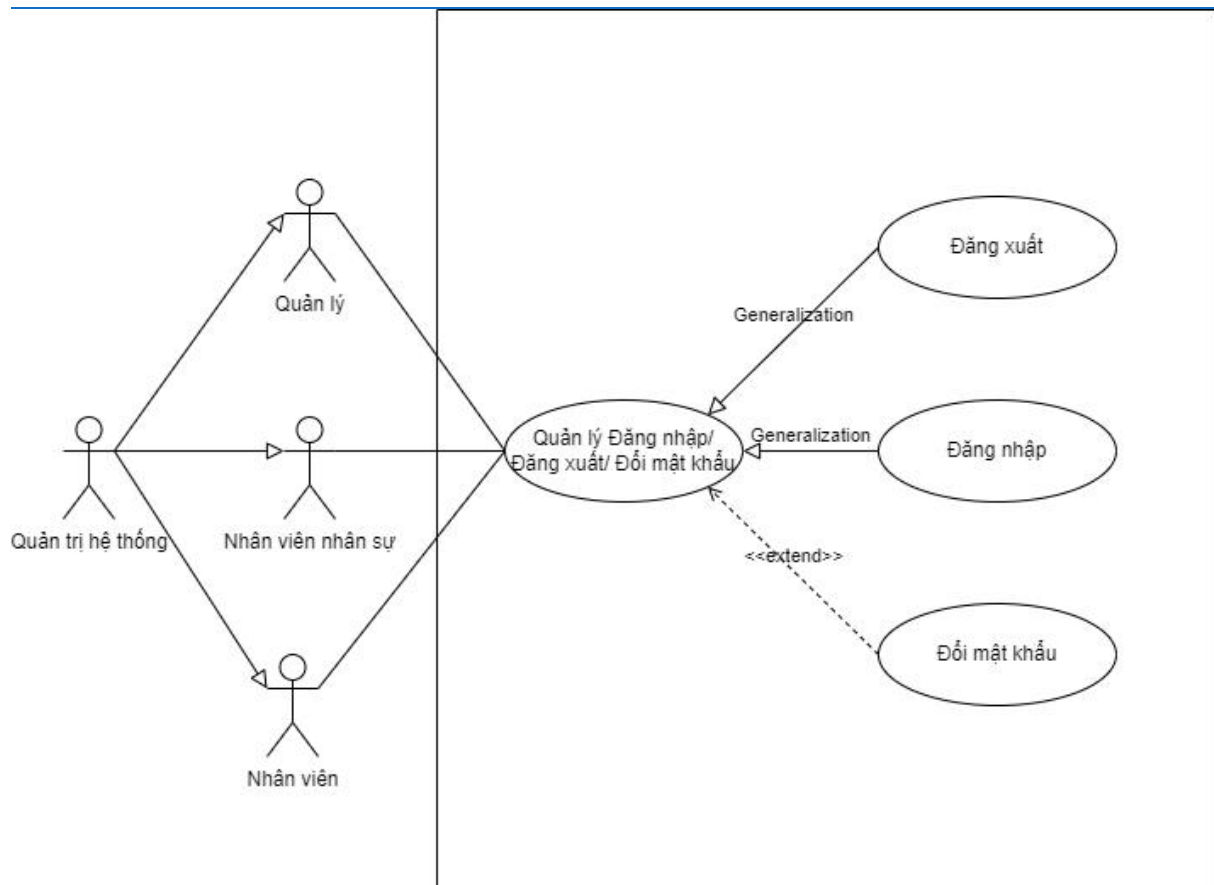 Quản lý
Quản trị hệ thống
Nhân viên nhân sự
Nhân viên
Quản lý Đăng nhập/
Đăng xuất/ Đổi mật khẩu
Generalization
Generalization
<<extend>>
Đăng xuất
Đăng nhập
Đổi mật khẩu